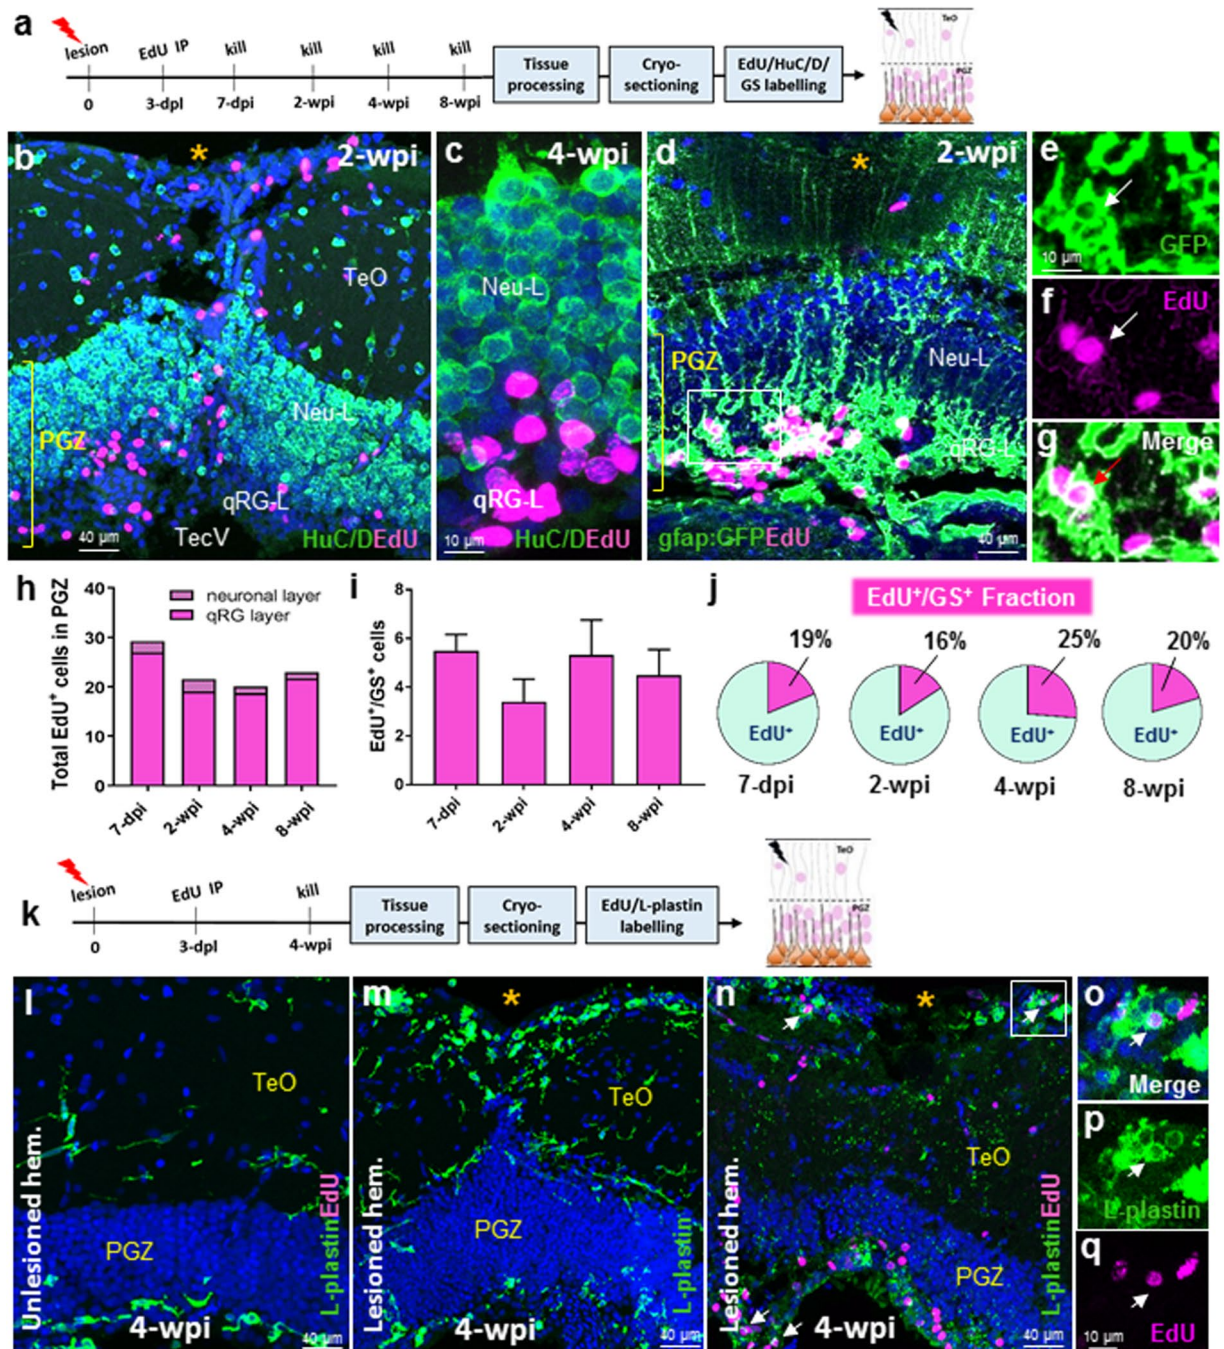 a
lesion EdU IP kill kill kill kill
0 3-dpl 7-dpi 2-wpi 4-wpi 8-wpi
Tissue
processing
Cryo-
sectioning
EdU/HuC/D/
GS labelling
TeO
PGZ
b
*
2-wpi
TeO
Neu-L
PGZ
qRG-L
TecV
40 µm
HuC/DEdU
c
4-wpi
Neu-L
qRG-L
10 µm
HuC/DEdU
d
*
2-wpi
PGZ
Neu-L
qRG-L
gfap:GFPEdU
40 µm
e
GFP
10 µm
f
EdU
g
Merge
h
Total EdU⁺ cells in PGZ
40
30
20
10
0
neuronal layer
qRG layer
7-dpi 2-wpi 4-wpi 8-wpi
i
EdU⁺/GS⁺ cells
8
6
4
2
0
7-dpi 2-wpi 4-wpi 8-wpi
j
EdU⁺/GS⁺ Fraction
19% 16% 25% 20%
EdU⁺ EdU⁺ EdU⁺ EdU⁺
7-dpi 2-wpi 4-wpi 8-wpi
k
lesion EdU IP kill
0 3-dpl 4-wpi
Tissue
processing
Cryo-
sectioning
EdU/L-plastin
labelling
TeO
PGZ
l
TeO
PGZ
Unlesioned hem.
L-plastinEdU
4-wpi
40 µm
m
*
TeO
PGZ
Lesioned hem.
L-plastin
4-wpi
40 µm
n
*
TeO
PGZ
Lesioned hem.
L-plastinEdU
4-wpi
40 µm
o
Merge
p
L-plastin
q
10 µm
EdU